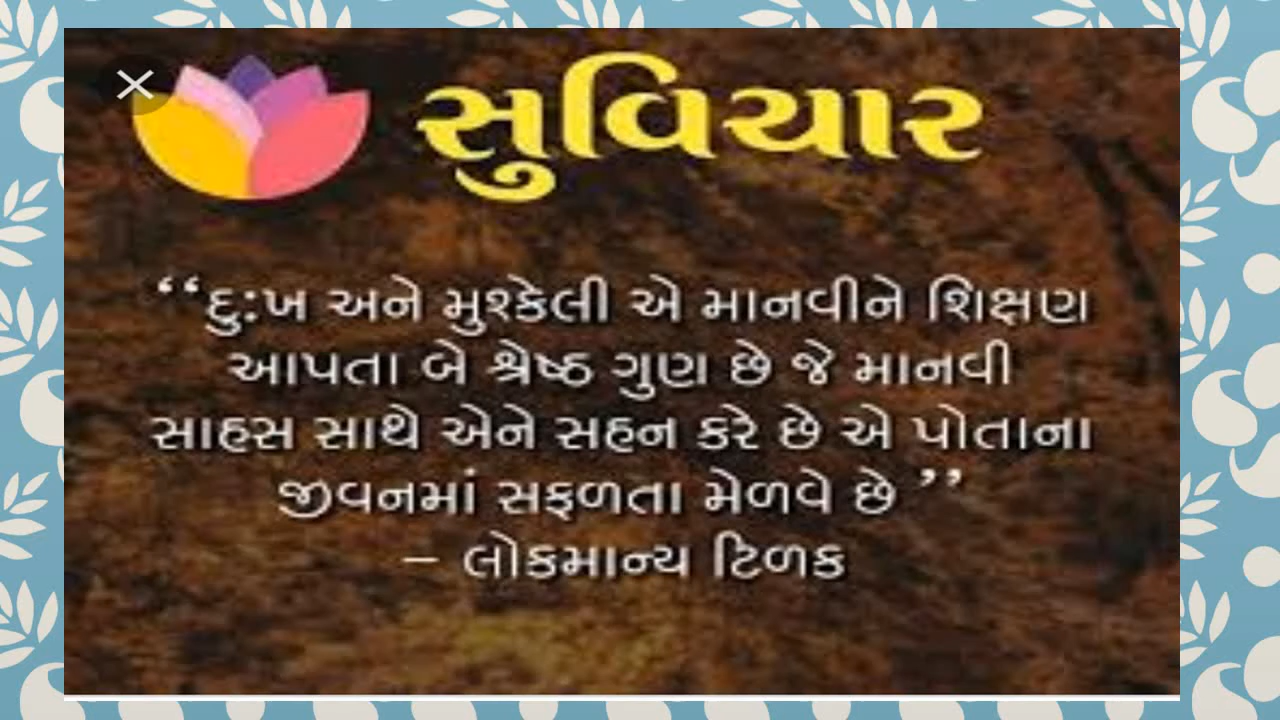 સુવિચાર
‘‘દુઃખ અને મુશ્કેલી એ માનવીને શિક્ષણ
આપતા બે શ્રેષ્ઠ ગુણ છે જે માનવી
સાહસ સાથે એને સહન કરે છે એ પોતાના
જીવનમાં સફળતા મેળવે છે ’’
– લોકમાન્ય ટિળક